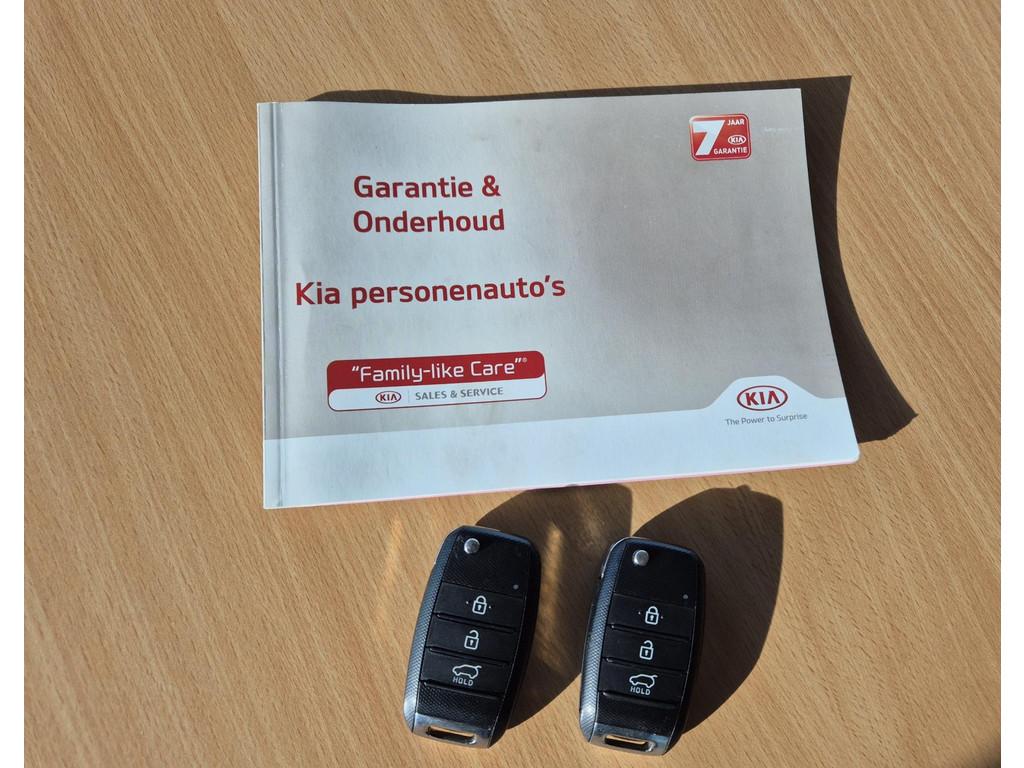 7 JAAR
KIA
GARANTIE
Garantie &
Onderhoud
Kia personenauto's
"Family-like Care"®
KIA | SALES & SERVICE
KIA
The Power to Surprise
HOLD
HOLD